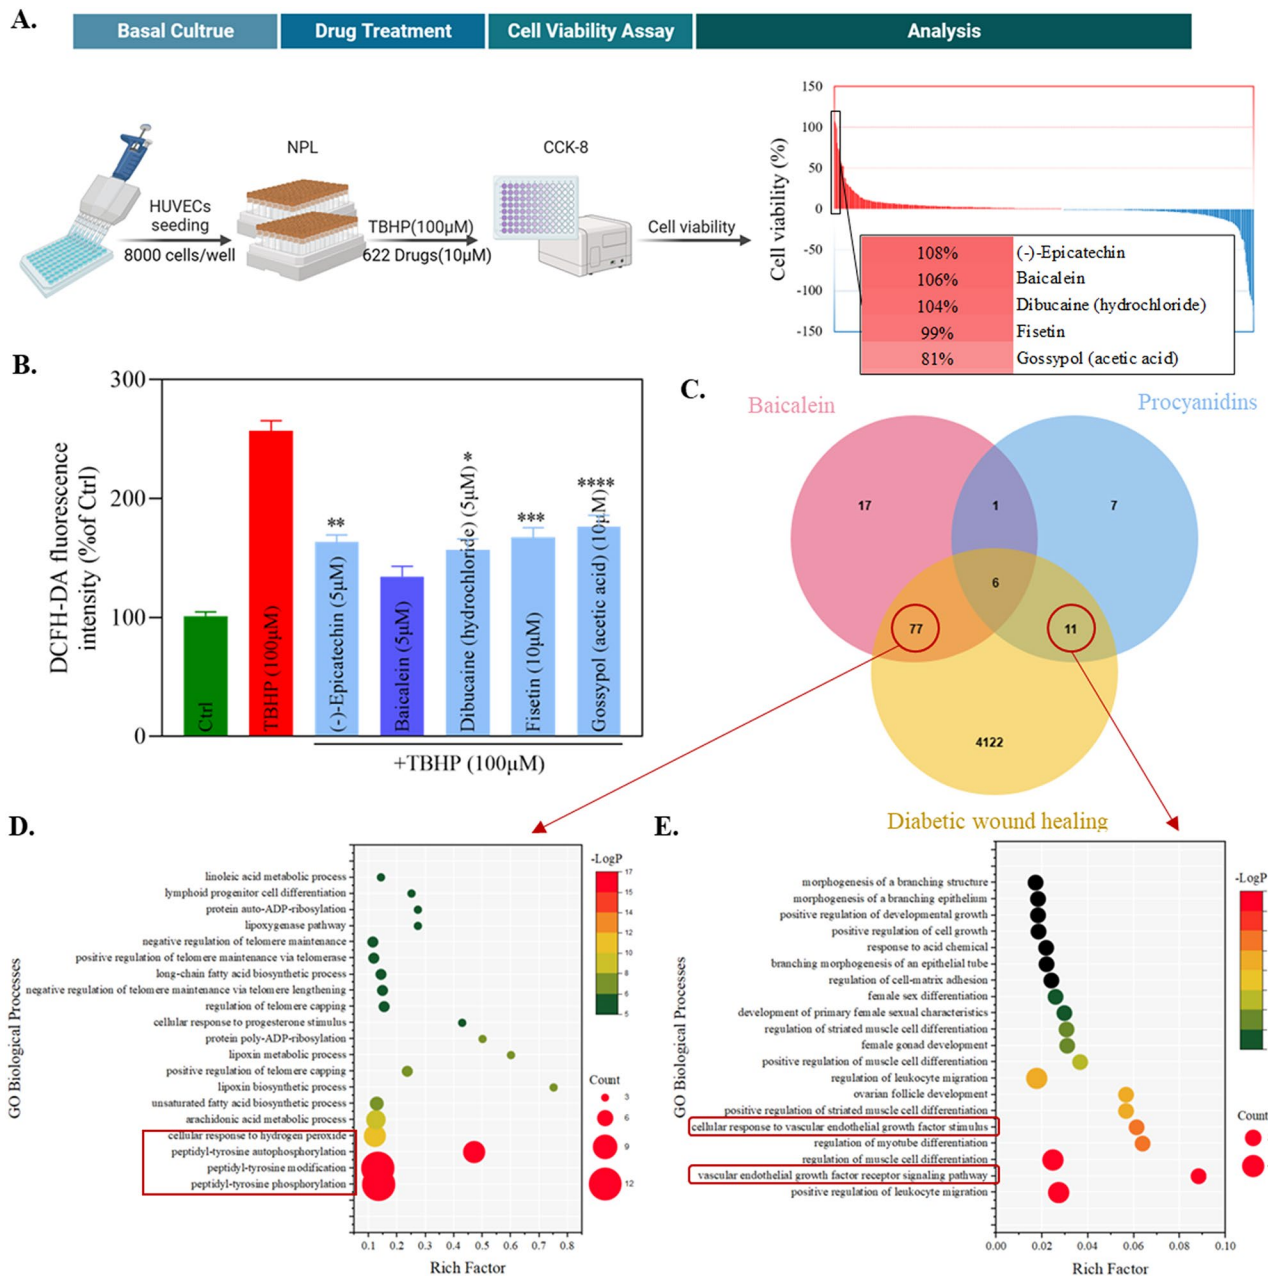 A.
Basal Cultrue
Drug Treatment
Cell Viability Assay
Analysis
NPL
CCK-8
HUVECs
seeding
8000 cells/well
TBHP(100μM)
622 Drugs(10μM)
Cell viability
Cell viability (%)
150
100
50
0
-50
-100
-150
108% (-)-Epicatechin
106% Baicalein
104% Dibucaine (hydrochloride)
99% Fisetin
81% Gossypol (acetic acid)
B.
DCFH-DA fluorescence
intensity (%of Ctrl)
300
200
100
0
Ctrl
TBHP (100μM)
(-)-Epicatechin (5μM)
**
Baicalein (5μM)
Dibucaine (hydrochloride) (5μM)
*
Fisetin (10μM)
***
Gossypol (acetic acid) (10μM)
****
+TBHP (100μM)
C.
Baicalein
Procyanidins
17
1
7
6
77
11
4122
Diabetic wound healing
D.
GO Biological Processes
linoleic acid metabolic process
lymphoid progenitor cell differentiation
protein auto-ADP-ribosylation
lipoxygenase pathway
negative regulation of telomere maintenance
positive regulation of telomere maintenance via telomerase
long-chain fatty acid biosynthetic process
negative regulation of telomere maintenance via telomere lengthening
regulation of telomere capping
cellular response to progesterone stimulus
protein poly-ADP-ribosylation
lipoxin metabolic process
positive regulation of telomere capping
lipoxin biosynthetic process
unsaturated fatty acid biosynthetic process
arachidonic acid metabolic process
cellular response to hydrogen peroxide
peptidyl-tyrosine autophosphorylation
peptidyl-tyrosine modification
peptidyl-tyrosine phosphorylation
0.1 0.2 0.3 0.4 0.5 0.6 0.7 0.8
Rich Factor
-LogP
17
15
14
12
10
8
6
5
Count
3
6
9
12
E.
GO Biological Processes
morphogenesis of a branching structure
morphogenesis of a branching epithelium
positive regulation of developmental growth
positive regulation of cell growth
response to acid chemical
branching morphogenesis of an epithelial tube
regulation of cell-matrix adhesion
female sex differentiation
development of primary female sexual characteristics
regulation of striated muscle cell differentiation
female gonad development
positive regulation of muscle cell differentiation
regulation of leukocyte migration
ovarian follicle development
positive regulation of striated muscle cell differentiation
cellular response to vascular endothelial growth factor stimulus
regulation of myotube differentiation
regulation of muscle cell differentiation
vascular endothelial growth factor receptor signaling pathway
positive regulation of leukocyte migration
0.00 0.02 0.04 0.06 0.08 0.10
Rich Factor
-LogP
Count